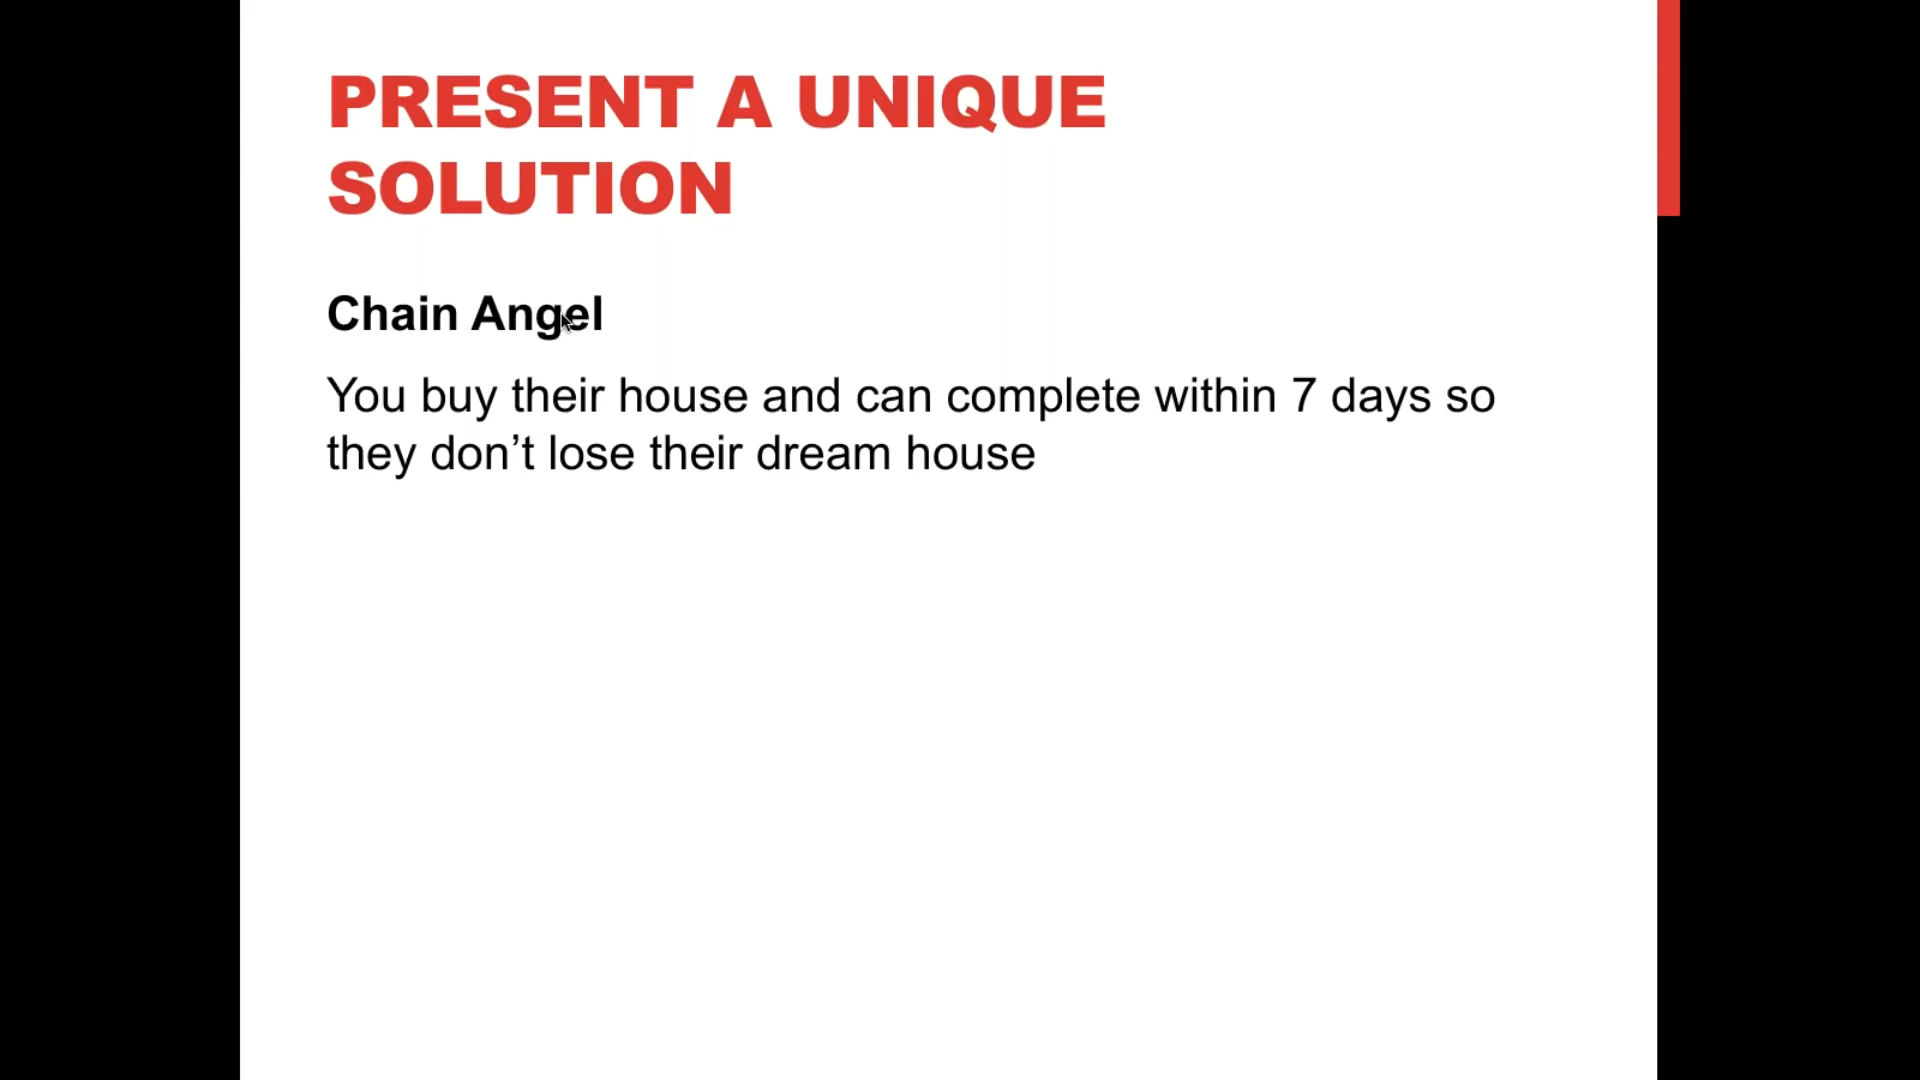 PRESENT A UNIQUE
SOLUTION
Chain Angel
You buy their house and can complete within 7 days so
they don’t lose their dream house